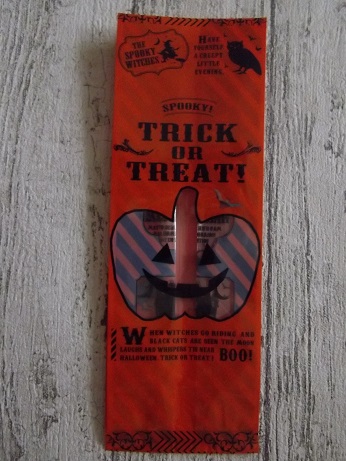 THE
SPOOKY
WITCHES
HAVE
YOURSELF
A CREEPY
LITTLE
EVENING.
SPOOKY!
TRICK
OR
TREAT!
WHEN WITCHES GO RIDING, AND
BLACK CATS ARE SEEN, THE MOON
LAUGHS AND WHISPERS 'TIS NEAR
HALLOWEEN. TRICK OR TREAT?
BOO!